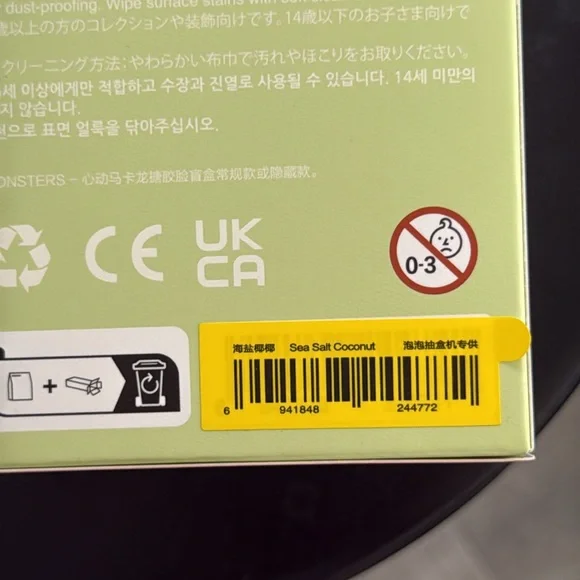 dust-proofing. Wipe surface stains with
歳以上の方のコレクションや装飾向けです。14歳以下のお子さま向けで
クリーニング方法：やわらかい布巾で汚れやほこりをお取りください。
세 이상에게만 적합하고 수장과 진열로 사용될 수 있습니다. 14세 미만의
지 않습니다.
천으로 표면 얼룩을 닦아주십시오.
ONSTERS – 心动马卡龙搪胶脸盲盒常规款或隐藏款。
CE UK CA
0-3
海盐椰椰 Sea Salt Coconut 泡泡抽盒机专供
6 941848 244772